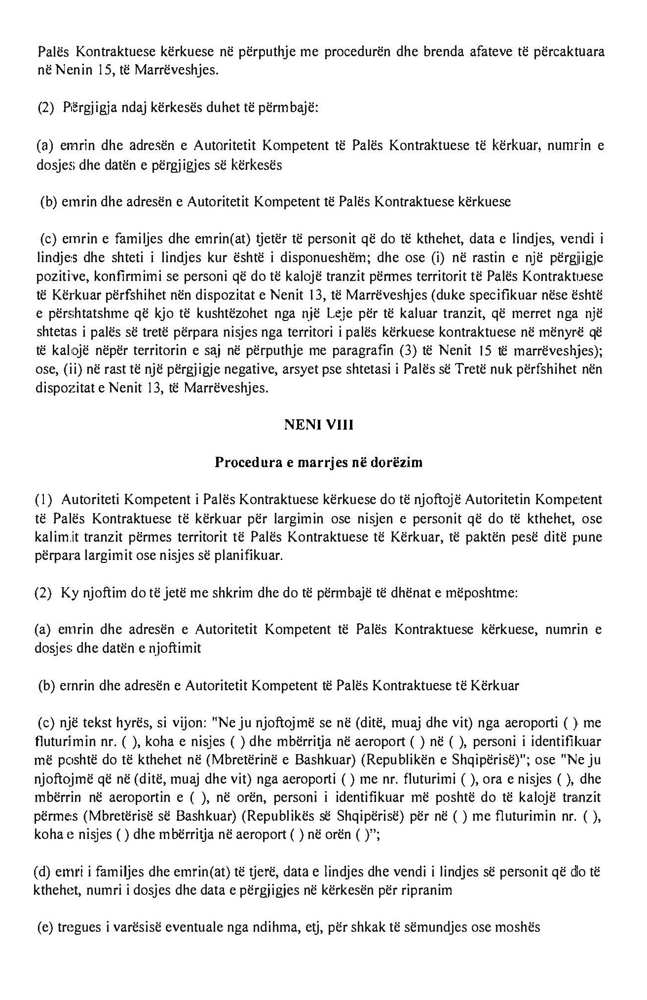 Palës Kontraktuese kërkuese në përputhje me procedurën dhe brenda afateve të përcaktuara
në Nenin 15, të Marrëveshjes.
(2) Përgjigja ndaj kërkesës duhet të përmbajë:
(a) emrin dhe adresën e Autoritetit Kompetent të Palës Kontraktuese të kërkuar, numrin e
dosjes dhe datën e përgjigjes së kërkesës
(b) emrin dhe adresën e Autoritetit Kompetent të Palës Kontraktuese kërkuese
(c) emrin e familjes dhe emrin(at) tjetër të personit që do të kthehet, data e lindjes, vendi i
lindjes dhe shteti i lindjes kur është i disponueshëm; dhe ose (i) në rastin e një përgjigje
pozitive, konfirmimi se personi që do të kalojë tranzit përmes territorit të Palës Kontraktuese
të Kërkuar përfshihet nën dispozitat e Nenit 13, të Marrëveshjes (duke specifikuar nëse është
e përshtatshme që kjo të kushtëzohet nga një Leje për të kaluar tranzit, që merret nga një
shtetas i palës së tretë përpara nisjes nga territori i palës kërkuese kontraktuese në mënyrë që
të kalojë nëpër territorin e saj në përputhje me paragrafin (3) të Nenit 15 të marrëveshjes);
ose, (ii) në rast të një përgjigje negative, arsyet pse shtetasi i Palës së Tretë nuk përfshihet nën
dispozitat e Nenit 13, të Marrëveshjes.
NENI VIII
Procedura e marrjes në dorëzim
(1) Autoriteti Kompetent i Palës Kontraktuese kërkuese do të njoftojë Autoritetin Kompetent
të Palës Kontraktuese të kërkuar për largimin ose nisjen e personit që do të kthehet, ose
kalimit tranzit përmes territorit të Palës Kontraktuese të Kërkuar, të paktën pesë ditë pune
përpara largimit ose nisjes së planifikuar.
(2) Ky njoftim do të jetë me shkrim dhe do të përmbajë të dhënat e mëposhtme:
(a) emrin dhe adresën e Autoritetit Kompetent të Palës Kontraktuese kërkuese, numrin e
dosjes dhe datën e njoftimit
(b) emrin dhe adresën e Autoritetit Kompetent të Palës Kontraktuese të Kërkuar
(c) një tekst hyrës, si vijon: "Ne ju njoftojmë se në (ditë, muaj dhe vit) nga aeroporti ( ) me
fluturimin nr. ( ), koha e nisjes ( ) dhe mbërritja në aeroport ( ) në ( ), personi i identifikuar
më poshtë do të kthehet në (Mbretërinë e Bashkuar) (Republikën e Shqipërisë)"; ose "Ne ju
njoftojmë që në (ditë, muaj dhe vit) nga aeroporti ( ) me nr. fluturimi ( ), ora e nisjes ( ), dhe
mbërrin në aeroportin e ( ), në orën, personi i identifikuar më poshtë do të kalojë tranzit
përmes (Mbretërisë së Bashkuar) (Republikës së Shqipërisë) për në ( ) me fluturimin nr. ( ),
koha e nisjes ( ) dhe mbërritja në aeroport ( ) në orën ( )";
(d) emri i familjes dhe emrin(at) të tjerë, data e lindjes dhe vendi i lindjes së personit që do të
kthehet, numri i dosjes dhe data e përgjigjes në kërkesën për ripranim
(e) tregues i varësisë eventuale nga ndihma, etj, për shkak të sëmundjes ose moshës